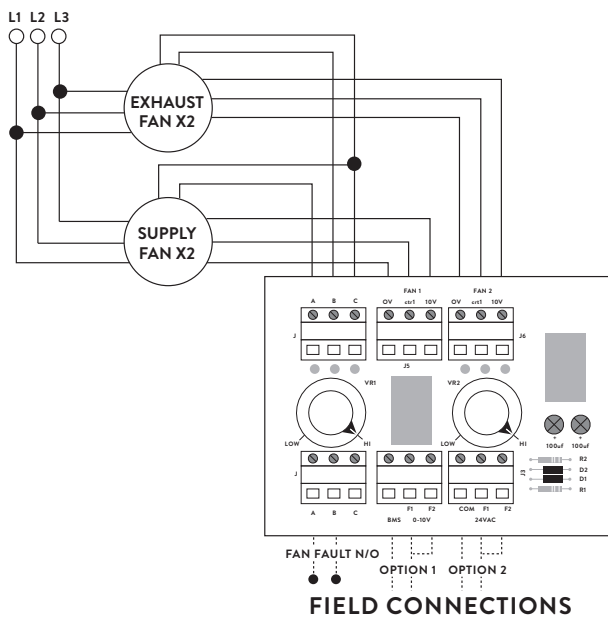 L1 L2 L3
EXHAUST
FAN X2
SUPPLY
FAN X2
FAN 1 FAN 2
A B C 0V ctr1 10V 0V crt1 10V
J J6
J5
VR1 VR2
LOW HI LOW HI
+ +
100uf 100uf
R2
D2
D1
R1
J J3
F1 F2 COM F1 F2
A B C BMS 0-10V 24VAC
FAN FAULT N/O
OPTION 1 OPTION 2
FIELD CONNECTIONS